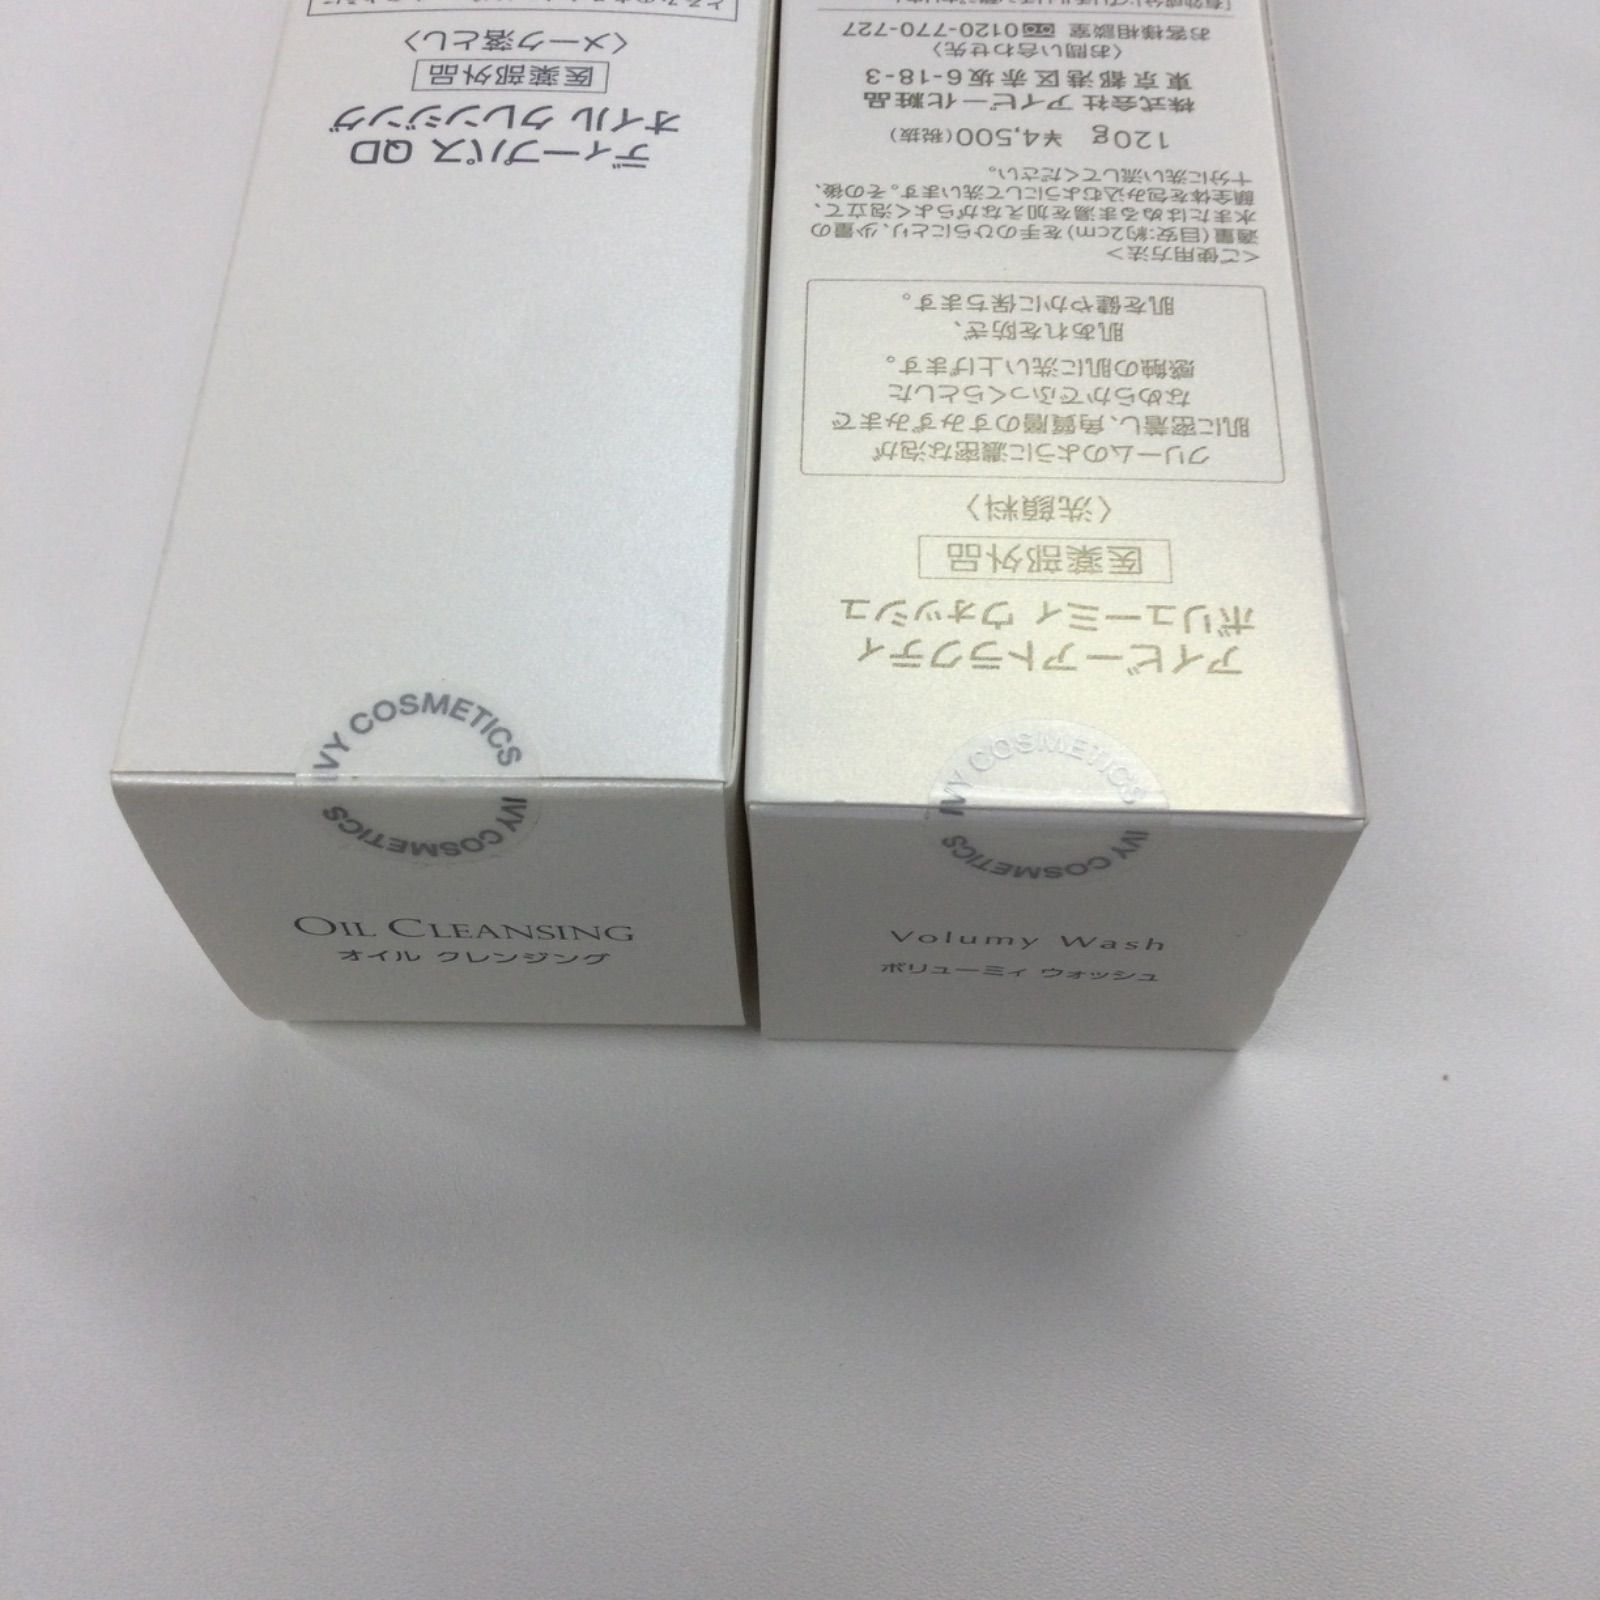 ディープパス QD
オイル クレンジング
医薬部外品
〈メーク落とし〉
IVY COSMETICS
IVY COSMETICS
OIL CLEANSING
オイル クレンジング
アイビー アトラクティ
ボリューミィ ウォッシュ
医薬部外品
〈洗顔料〉
クリームのように濃密な泡が
肌に密着し、角質層のすみずみまで
なめらかでふっくらとした
感触の肌に洗い上げます。
肌あれを防ぎ、
肌を健やかに保ちます。
<ご使用方法>
適量(目安:約2cm)を手のひらにとり、少量の
水またはぬるま湯を加えながらよく泡立て、
顔全体を包み込むようにして洗います。その後、
十分に洗い流してください。
120g ¥4,500(税抜)
株式会社 アイビー化粧品
東京都港区赤坂6-18-3
〈お問い合わせ先〉
お客様相談室 0120-770-727
IVY COSMETICS
IVY COSMETICS
Volumy Wash
ボリューミィ ウォッシュ